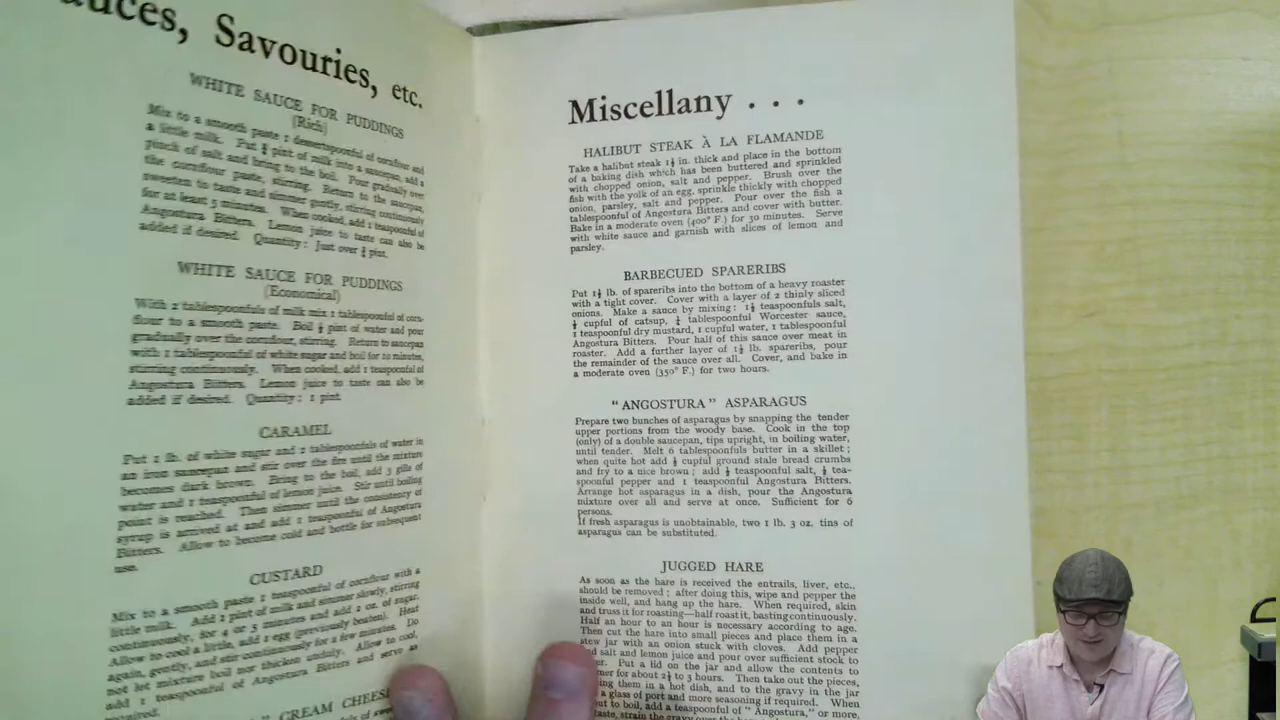 uces, Savouries, etc.
WHITE SAUCE FOR PUDDINGS
(Rich)
Mix to a smooth paste 1 dessertspoonful of cornflour and
a little milk. Put pint of milk into a saucepan, add a
pinch of salt and bring to the boil. Pour gradually over
the cornflour paste, stirring. Return to the saucepan,
sweeten to taste and simmer gently, stirring continuously
for at least 5 minutes. When cooked, add 1 teaspoonful of
Angostura Bitters. Lemon juice to taste can also be
added if desired. Quantity: Just over pint.
WHITE SAUCE FOR PUDDINGS
(Economical)
With 2 tablespoonfuls of milk mix 1 tablespoonful of corn-
flour to a smooth paste. Boil pint of water and pour
gradually over the cornflour, stirring. Return to saucepan
with 1 tablespoonful of white sugar and boil for 10 minutes,
stirring continuously. When cooked, add 1 teaspoonful of
Angostura Bitters. Lemon juice to taste can also be
added if desired. Quantity: 1 pint.
CARAMEL
Put 1 lb. of white sugar and 2 tablespoonfuls of water in
an iron saucepan and stir over the fire until the mixture
becomes dark brown. Bring to the boil, add 3 gills of
water and 1 teaspoonful of lemon juice. Stir until boiling
point is reached. Then simmer until the consistency of
syrup is arrived at and add 1 teaspoonful of Angostura
Bitters. Allow to become cold and bottle for subsequent
use.
CUSTARD
Mix to a smooth paste 1 teaspoonful of cornflour with a
little milk. Add 1 pint of milk and simmer slowly, stirring
continuously, for 4 or 5 minutes and add 2 oz. of sugar.
Allow to cool a little, add 1 egg (previously beaten). Heat
again, gently, and stir continuously for a few minutes. Do
not let mixture boil nor thicken unduly. Allow to cool,
add 1 teaspoonful of Angostura Bitters and serve as
required.
" CREAM CHEESE
Miscellany . . .
HALIBUT STEAK À LA FLAMANDE
Take a halibut steak 1½ in. thick and place in the bottom
of a baking dish which has been buttered and sprinkled
with chopped onion, salt and pepper. Brush over the
fish with the yolk of an egg, sprinkle thickly with chopped
onion, parsley, salt and pepper. Pour over the fish a
tablespoonful of Angostura Bitters and cover with butter.
Bake in a moderate oven (400° F.) for 30 minutes. Serve
with white sauce and garnish with slices of lemon and
parsley.
BARBECUED SPARERIBS
Put 1½ lb. of spareribs into the bottom of a heavy roaster
with a tight cover. Cover with a layer of 2 thinly sliced
onions. Make a sauce by mixing: 1½ teaspoonfuls salt,
cupful of catsup, tablespoonful Worcester sauce,
1 teaspoonful dry mustard, 1 cupful water, 1 tablespoonful
Angostura Bitters. Pour half of this sauce over meat in
roaster. Add a further layer of 1½ lb. spareribs, pour
the remainder of the sauce over all. Cover, and bake in
a moderate oven (350° F.) for two hours.
"ANGOSTURA" ASPARAGUS
Prepare two bunches of asparagus by snapping the tender
upper portions from the woody base. Cook in the top
(only) of a double saucepan, tips upright, in boiling water,
until tender. Melt 6 tablespoonfuls butter in a skillet;
when quite hot add cupful ground stale bread crumbs
and fry to a nice brown; add teaspoonful salt, tea-
spoonful pepper and 1 teaspoonful Angostura Bitters.
Arrange hot asparagus in a dish, pour the Angostura
mixture over all and serve at once. Sufficient for 6
persons.
If fresh asparagus is unobtainable, two 1 lb. 3 oz. tins of
asparagus can be substituted.
JUGGED HARE
As soon as the hare is received the entrails, liver, etc.,
should be removed; after doing this, wipe and pepper the
inside well, and hang up the hare. When required, skin
and truss it for roasting—half roast it, basting continuously.
Half an hour to an hour is necessary according to age.
Then cut the hare into small pieces and place them in a
stew jar with an onion stuck with cloves. Add pepper
and salt and lemon juice and pour over sufficient stock to
er. Put a lid on the jar and allow the contents to
mer for about 2½ to 3 hours. Then take out the pieces,
ing them in a hot dish, and to the gravy in the jar
a glass of port and more seasoning if required. When
out to boil, add a teaspoonful of "Angostura," or more,
taste, strain the gravy over the